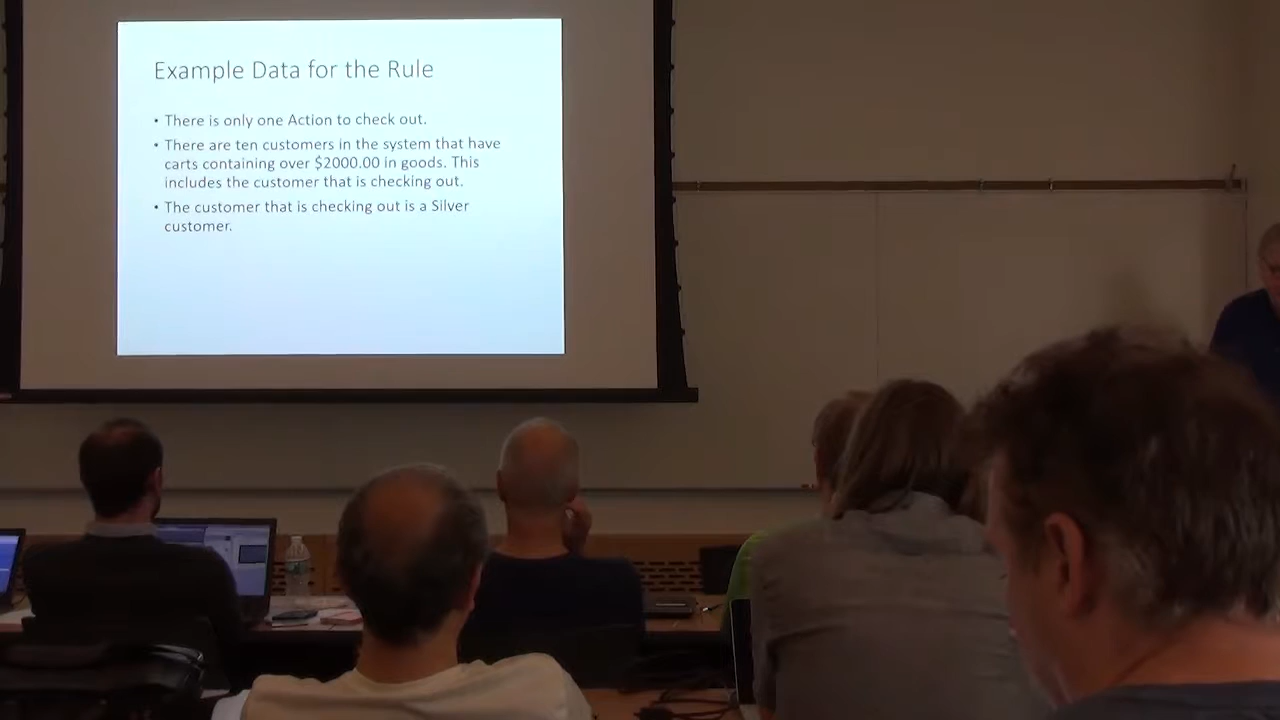 Example Data for the Rule
• There is only one Action to check out.
• There are ten customers in the system that have
carts containing over $2000.00 in goods. This
includes the customer that is checking out.
• The customer that is checking out is a Silver
customer.